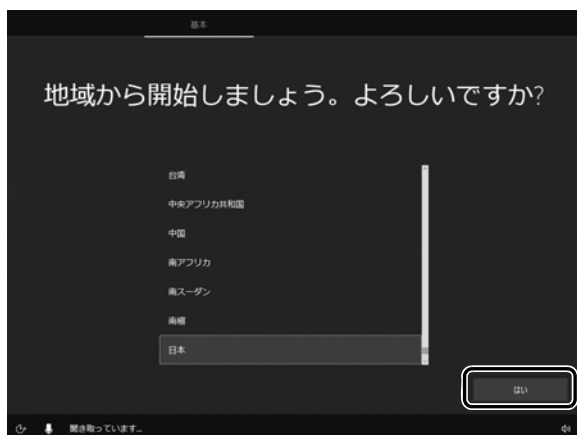 基本
地域から開始しましょう。よろしいですか?
台湾
中央アフリカ共和国
中国
南アフリカ
南スーダン
南極
日本
はい
聞き取っています...